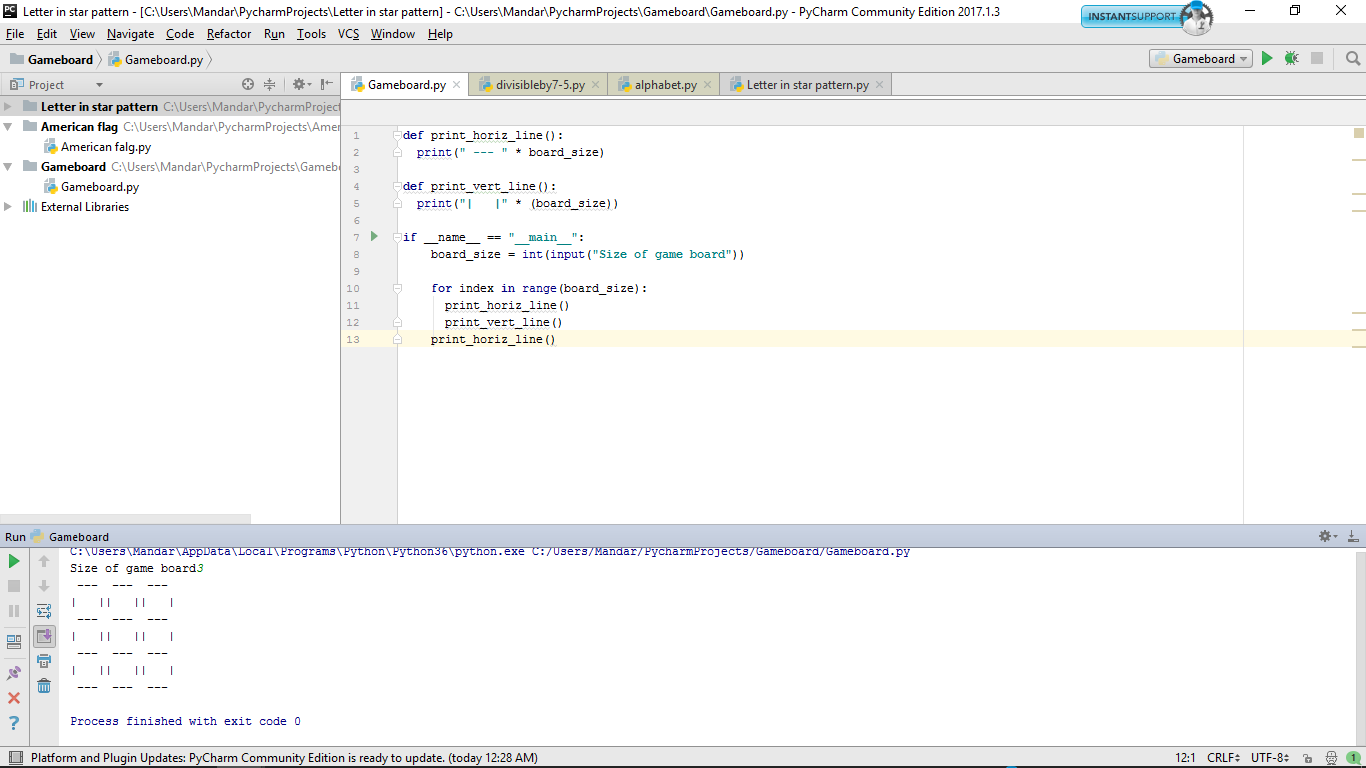 Letter in star pattern - [C:\Users\Mandar\PycharmProjects\Letter in star pattern] - C:\Users\Mandar\PycharmProjects\Gameboard\Gameboard.py - PyCharm Community Edition 2017.1.3
INSTANTSUPPORT
File Edit View Navigate Code Refactor Run Tools VCS Window Help
Gameboard Gameboard.py Gameboard
Project Gameboard.py divisibleby7-5.py alphabet.py Letter in star pattern.py
Letter in star pattern C:\Users\Mandar\PycharmProject
American flag C:\Users\Mandar\PycharmProjects\Amer
American falg.py
Gameboard C:\Users\Mandar\PycharmProjects\Gameb
Gameboard.py
External Libraries
1 def print_horiz_line():
2 print(" --- " * board_size)
3
4 def print_vert_line():
5 print("|   |" * (board_size))
6
7 if __name__ == "__main__":
8 board_size = int(input("Size of game board"))
9
10 for index in range(board_size):
11 print_horiz_line()
12 print_vert_line()
13 print_horiz_line()
Run Gameboard
C:\Users\Mandar\AppData\Local\Programs\Python\Python36\python.exe C:/Users/Mandar/PycharmProjects/Gameboard/Gameboard.py
Size of game board3
 ---  ---  --- 
|   ||   ||   |
 ---  ---  --- 
|   ||   ||   |
 ---  ---  --- 
|   ||   ||   |
 ---  ---  --- 
Process finished with exit code 0
Platform and Plugin Updates: PyCharm Community Edition is ready to update. (today 12:28 AM) 12:1 CRLF UTF-8 1